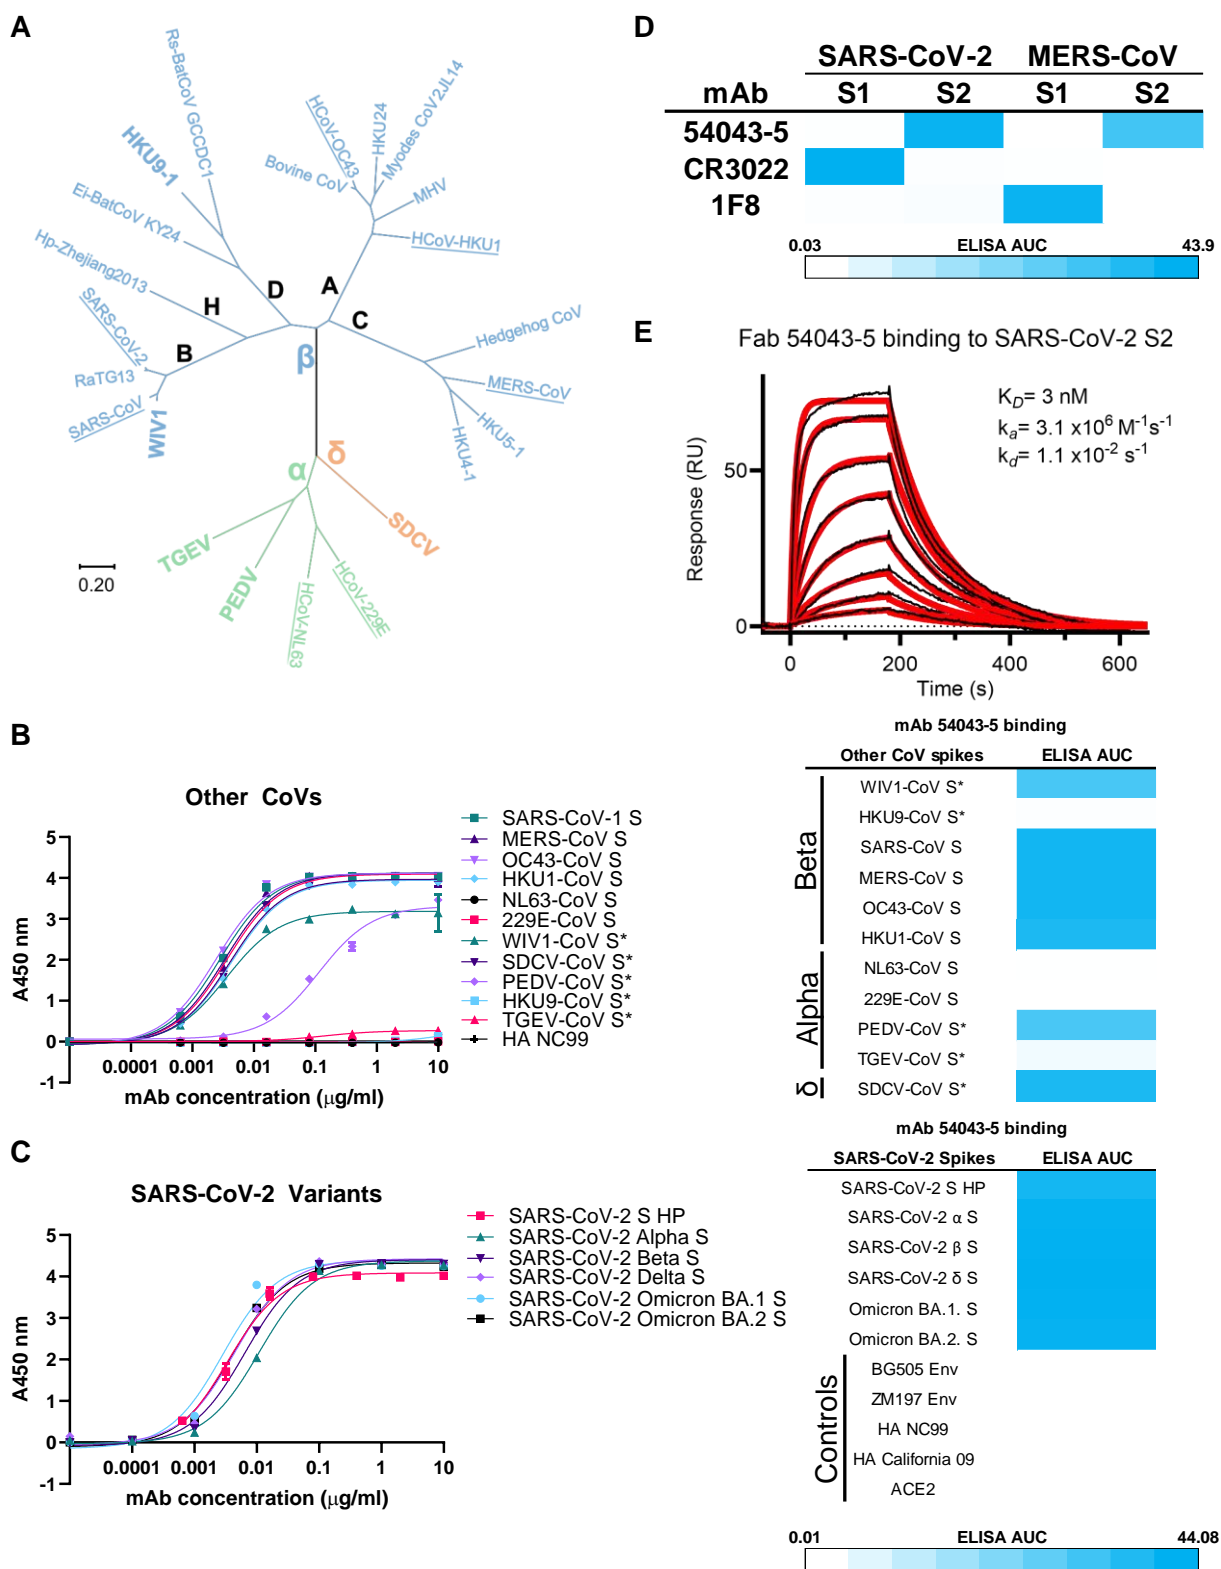 A
Rs-BatCoV GCCDC1
HKU9-1
Ei-BatCoV KY24
Hp-Zhejiang2013
SARS-CoV-2
RaTG13
SARS-CoV
WIV1
Bovine CoV
HCoV-OC43
HKU24
Myodes CoV 2JL14
MHV
HCoV-HKU1
Hedgehog CoV
MERS-CoV
HKU5-1
HKU4-1
D
A
H
C
B
β
δ
α
TGEV
PEDV
HCoV-NL63
HCoV-229E
SDCV
0.20
D
SARS-CoV-2 MERS-CoV
mAb S1 S2 S1 S2
54043-5
CR3022
1F8
0.03 ELISA AUC 43.9
E
Fab 54043-5 binding to SARS-CoV-2 S2
K_D= 3 nM
k_a= 3.1 x10⁶ M⁻¹s⁻¹
k_d= 1.1 x10⁻² s⁻¹
Response (RU)
50
0
0 200 400 600
Time (s)
B
Other CoVs
A450 nm
5
4
3
2
1
0
-1
0.0001 0.001 0.01 0.1 1 10
mAb concentration (μg/ml)
SARS-CoV-1 S
MERS-CoV S
OC43-CoV S
HKU1-CoV S
NL63-CoV S
229E-CoV S
WIV1-CoV S*
SDCV-CoV S*
PEDV-CoV S*
HKU9-CoV S*
TGEV-CoV S*
HA NC99
mAb 54043-5 binding
Other CoV spikes ELISA AUC
Beta
WIV1-CoV S*
HKU9-CoV S*
SARS-CoV S
MERS-CoV S
OC43-CoV S
HKU1-CoV S
Alpha
NL63-CoV S
229E-CoV S
PEDV-CoV S*
TGEV-CoV S*
δ
SDCV-CoV S*
C
SARS-CoV-2 Variants
A450 nm
5
4
3
2
1
0
-1
0.0001 0.001 0.01 0.1 1 10
mAb concentration (μg/ml)
SARS-CoV-2 S HP
SARS-CoV-2 Alpha S
SARS-CoV-2 Beta S
SARS-CoV-2 Delta S
SARS-CoV-2 Omicron BA.1 S
SARS-CoV-2 Omicron BA.2 S
mAb 54043-5 binding
SARS-CoV-2 Spikes ELISA AUC
SARS-CoV-2 S HP
SARS-CoV-2 α S
SARS-CoV-2 β S
SARS-CoV-2 δ S
Omicron BA.1. S
Omicron BA.2. S
Controls
BG505 Env
ZM197 Env
HA NC99
HA California 09
ACE2
0.01 ELISA AUC 44.08